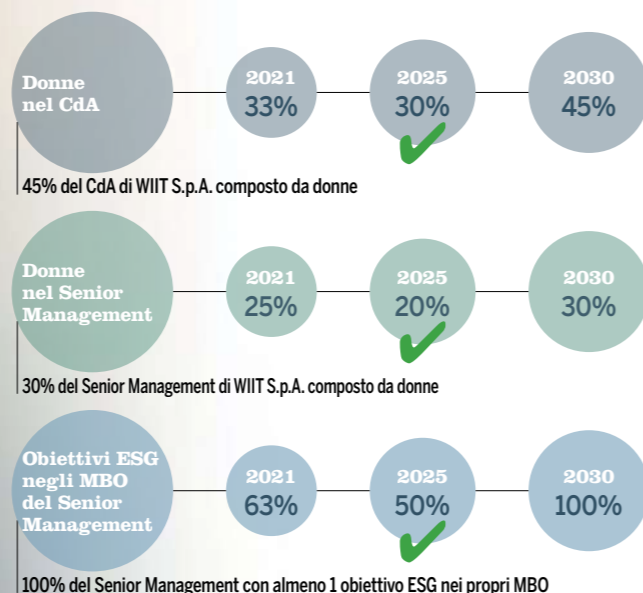 Donne
nel CdA
2021
33%
2025
30%
2030
45%
45% del CdA di WIIT S.p.A. composto da donne
Donne
nel Senior
Management
2021
25%
2025
20%
2030
30%
30% del Senior Management di WIIT S.p.A. composto da donne
Obiettivi ESG
negli MBO
del Senior
Management
2021
63%
2025
50%
2030
100%
100% del Senior Management con almeno 1 obiettivo ESG nei propri MBO